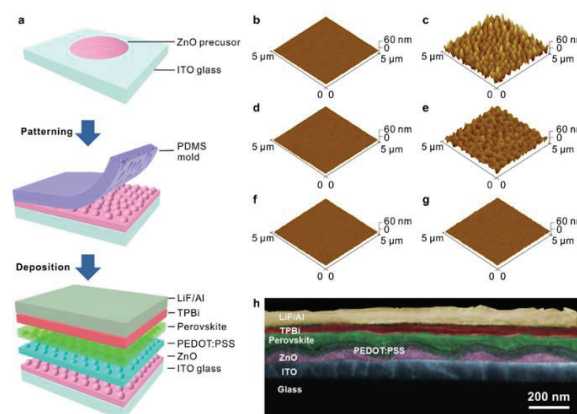 a
ZnO precusor
ITO glass
Patterning
PDMS
mold
Deposition
LiF/Al
TPBi
Perovskite
PEDOT:PSS
ZnO
ITO glass
b
60 nm
0
5 µm
5 µm
0 0
c
60 nm
0
5 µm
5 µm
0 0
d
60 nm
0
5 µm
5 µm
0 0
e
60 nm
0
5 µm
5 µm
0 0
f
60 nm
0
5 µm
5 µm
0 0
g
60 nm
0
5 µm
5 µm
0 0
h
LiF/Al
TPBi
Perovskite
PEDOT:PSS
ZnO
ITO
Glass
200 nm